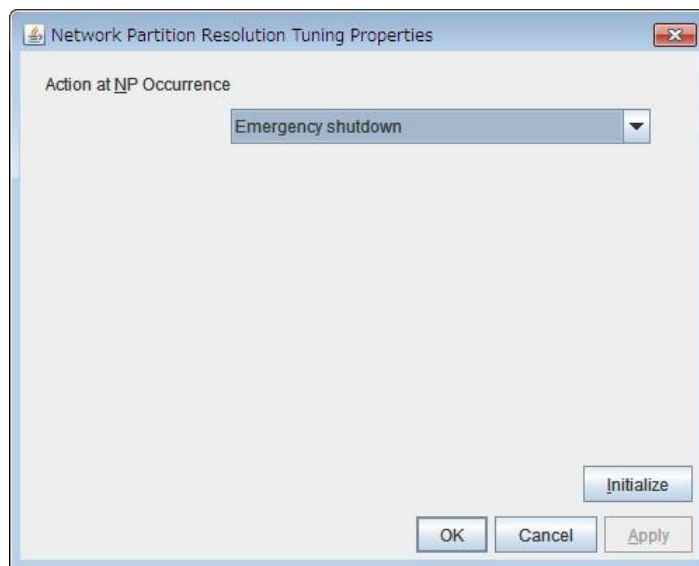 Network Partition Resolution Tuning Properties
Action at NP Occurrence
Emergency shutdown
Initialize
OK Cancel Apply